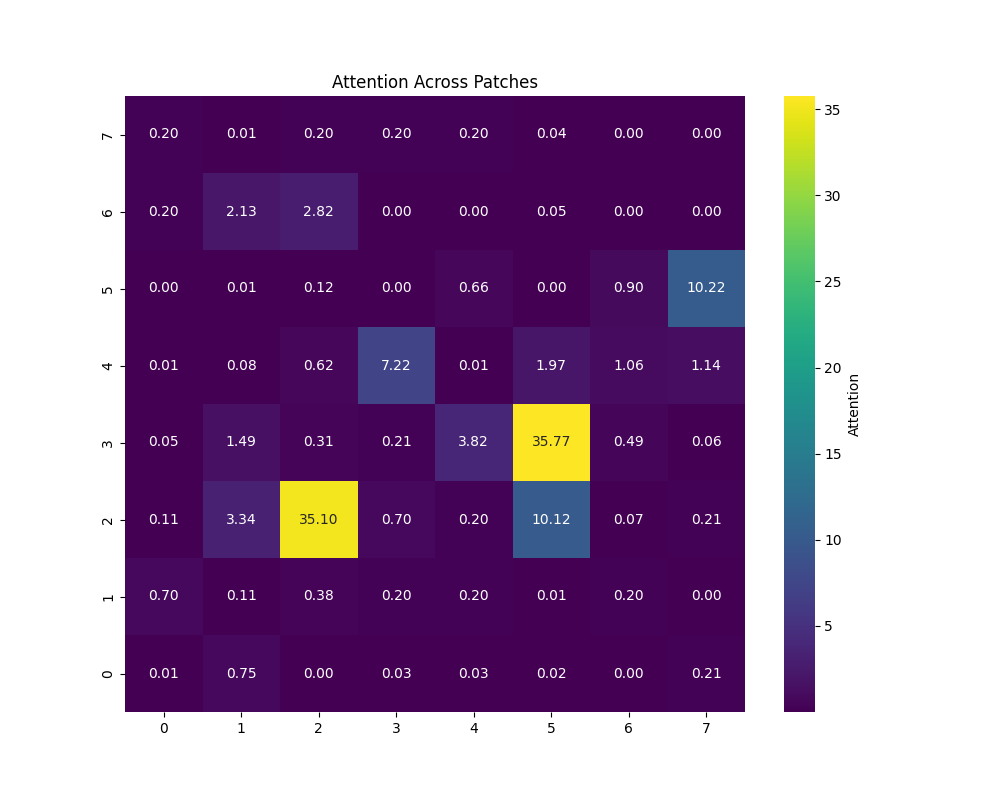 Attention Across Patches
7 0.20 0.01 0.20 0.20 0.20 0.04 0.00 0.00
6 0.20 2.13 2.82 0.00 0.00 0.05 0.00 0.00
5 0.00 0.01 0.12 0.00 0.66 0.00 0.90 10.22
4 0.01 0.08 0.62 7.22 0.01 1.97 1.06 1.14
3 0.05 1.49 0.31 0.21 3.82 35.77 0.49 0.06
2 0.11 3.34 35.10 0.70 0.20 10.12 0.07 0.21
1 0.70 0.11 0.38 0.20 0.20 0.01 0.20 0.00
0 0.01 0.75 0.00 0.03 0.03 0.02 0.00 0.21
0 1 2 3 4 5 6 7
35
30
25
20
15
10
5
Attention